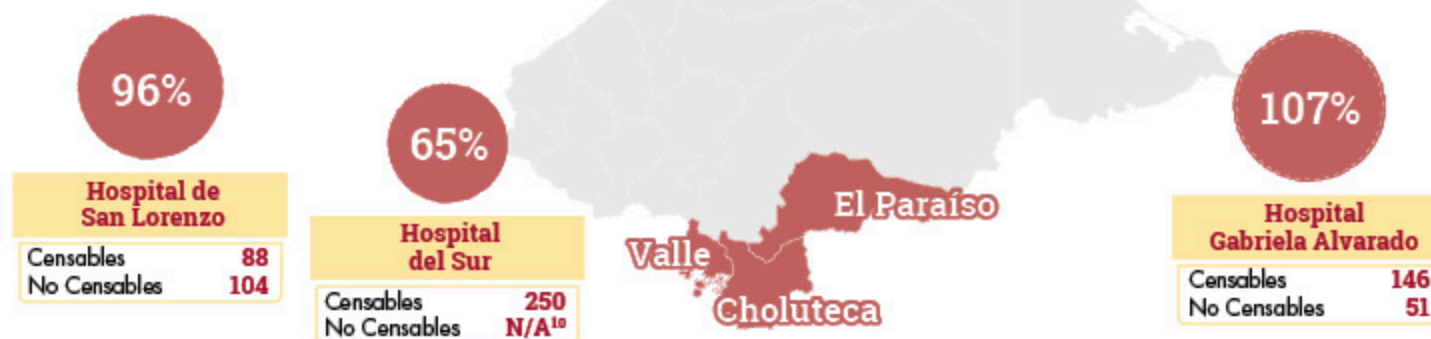 96%
Hospital de
San Lorenzo
Censables 88
No Censables 104
65%
Hospital
del Sur
Censables 250
No Censables N/A¹⁰
El Paraíso
Valle
Choluteca
107%
Hospital
Gabriela Alvarado
Censables 146
No Censables 51